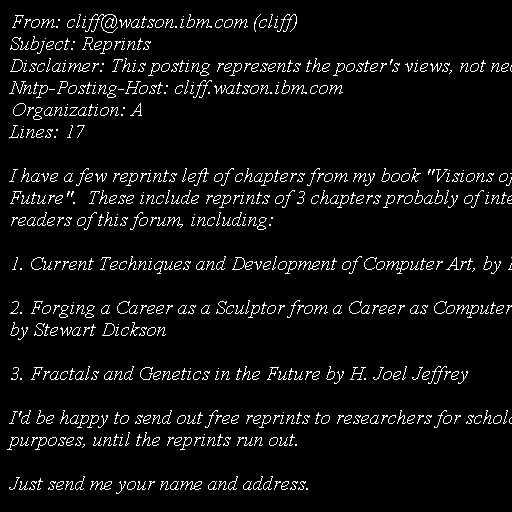 From: cliff@watson.ibm.com (cliff)
Subject: Reprints
Disclaimer: This posting represents the poster's views, not
Nntp-Posting-Host: cliff.watson.ibm.com
Organization: A
Lines: 17
I have a few reprints left of chapters from my book "Visions of
Future".  These include reprints of 3 chapters probably of
readers of this forum, including:
1. Current Techniques and Development of Computer Art, by
2. Forging a Career as a Sculptor from a Career as Computer
by Stewart Dickson
3. Fractals and Genetics in the Future by H. Joel Jeffrey
I'd be happy to send out free reprints to researchers for
purposes, until the reprints run out.
Just send me your name and address.